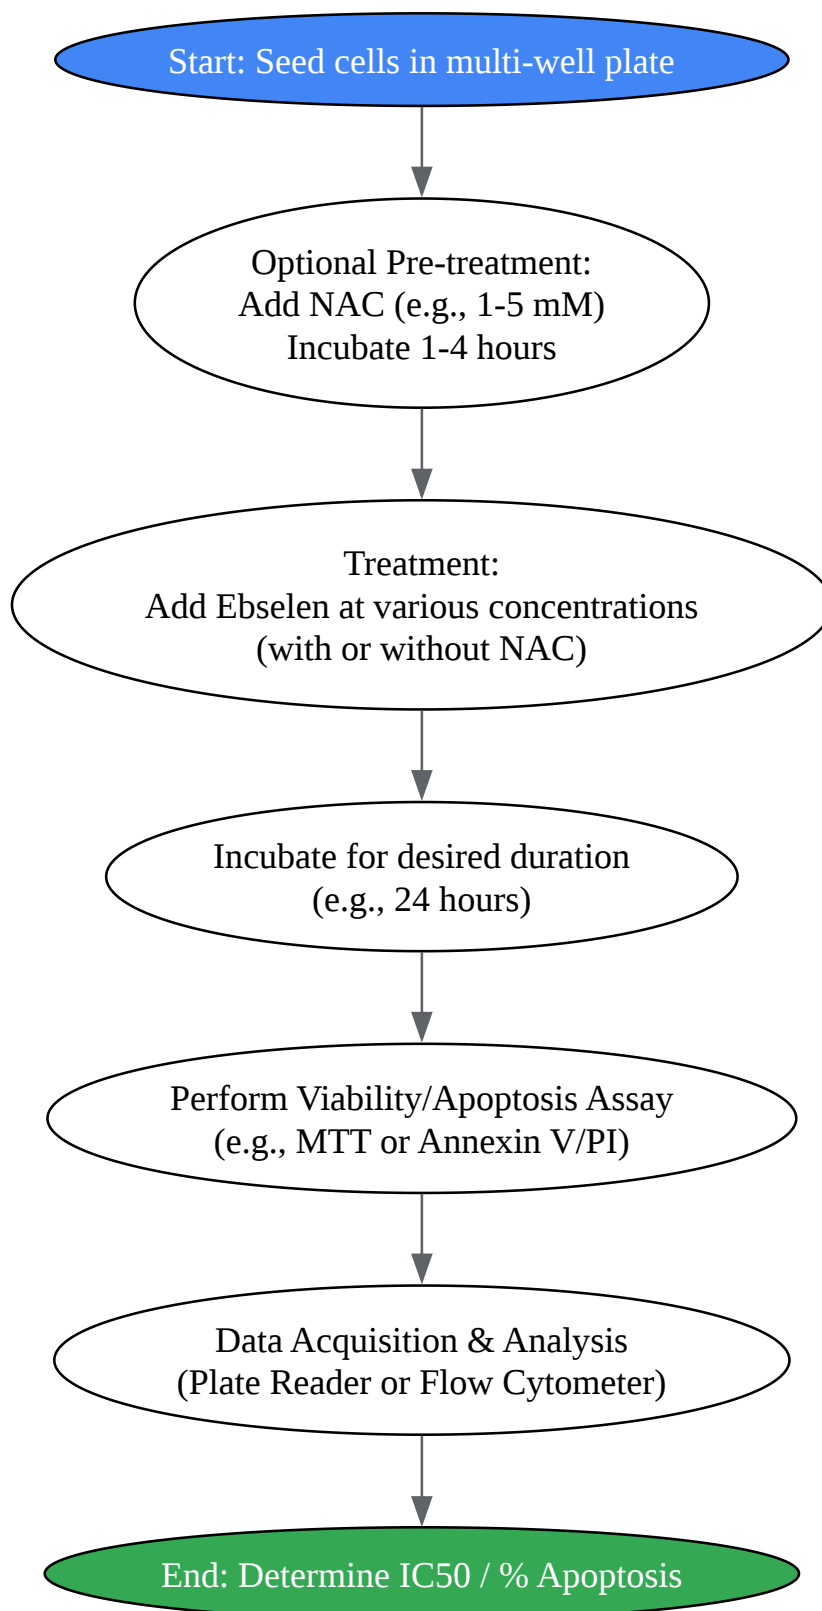 Start: Seed cells in multi-well plate
Optional Pre-treatment:
Add NAC (e.g., 1-5 mM)
Incubate 1-4 hours
Treatment:
Add Ebselen at various concentrations
(with or without NAC)
Incubate for desired duration
(e.g., 24 hours)
Perform Viability/Apoptosis Assay
(e.g., MTT or Annexin V/PI)
Data Acquisition & Analysis
(Plate Reader or Flow Cytometer)
End: Determine IC50 / % Apoptosis